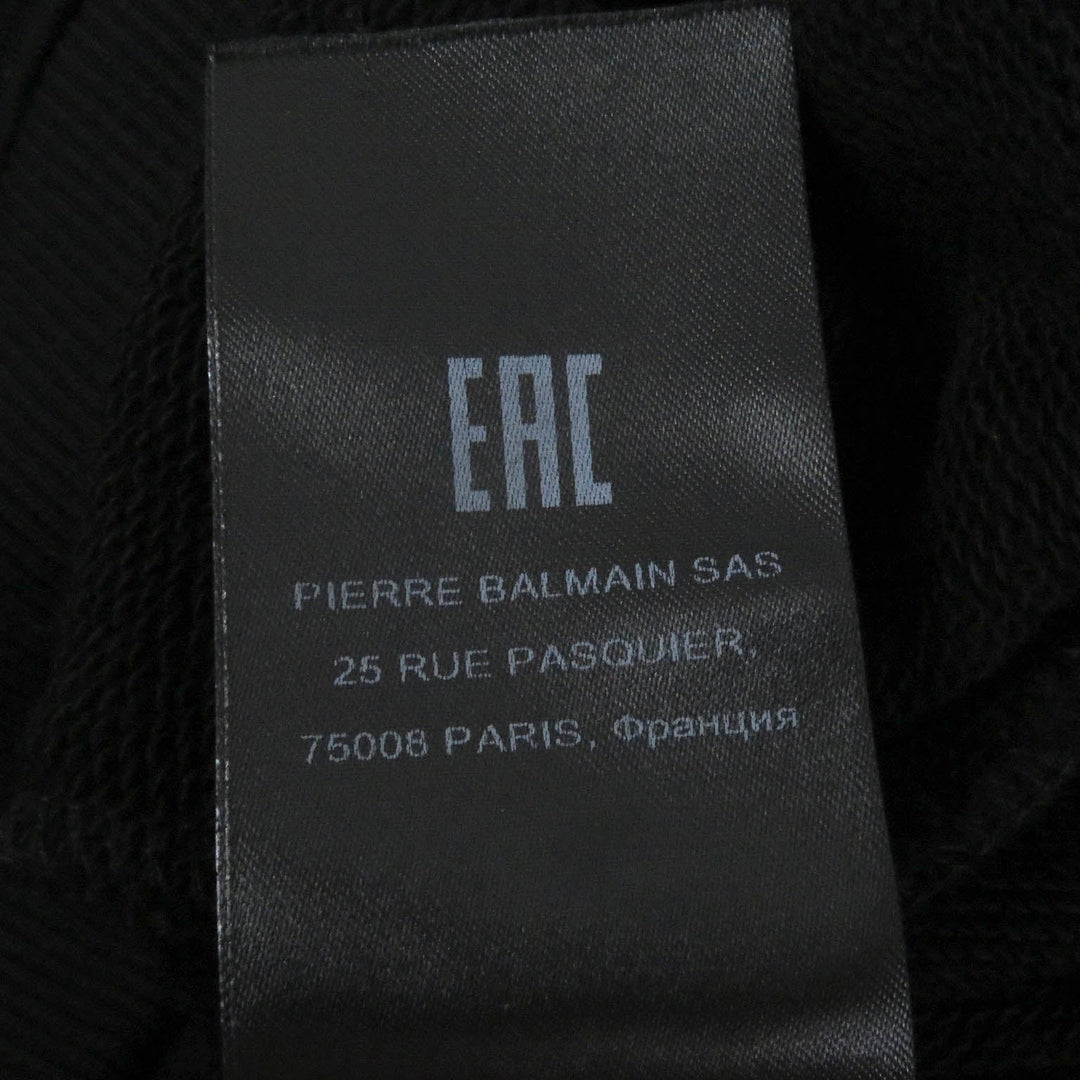 EAC
PIERRE BALMAIN SAS
25 RUE PASQUIER,
75008 PARIS, Франция